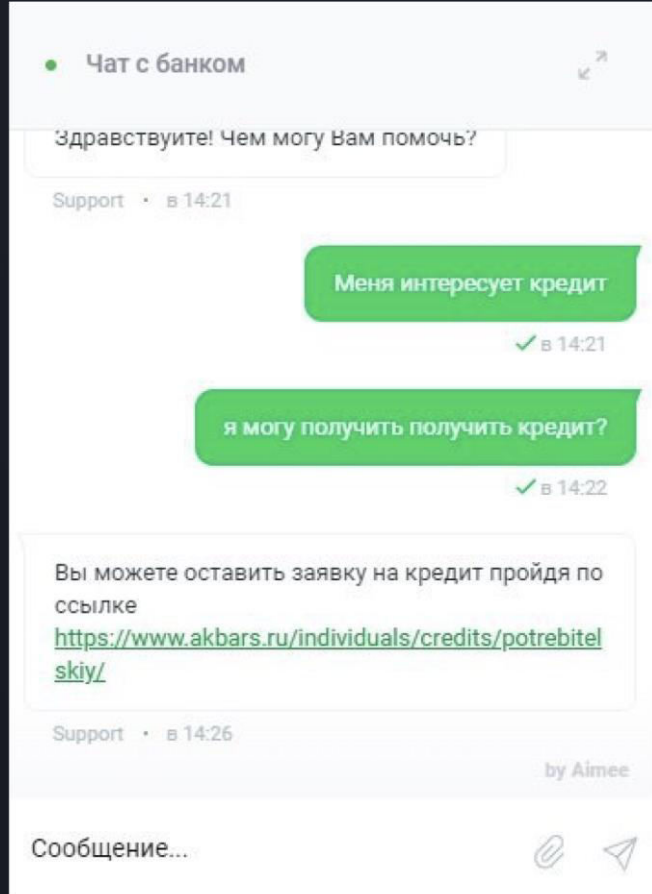 Чат с банком
Здравствуйте! Чем могу Вам помочь?
Support • в 14:21
Меня интересует кредит
в 14:21
я могу получить получить кредит?
в 14:22
Вы можете оставить заявку на кредит пройдя по
ссылке
https://www.akbars.ru/individuals/credits/potrebitel
skiy/
Support • в 14:26
by Aimee
Сообщение...